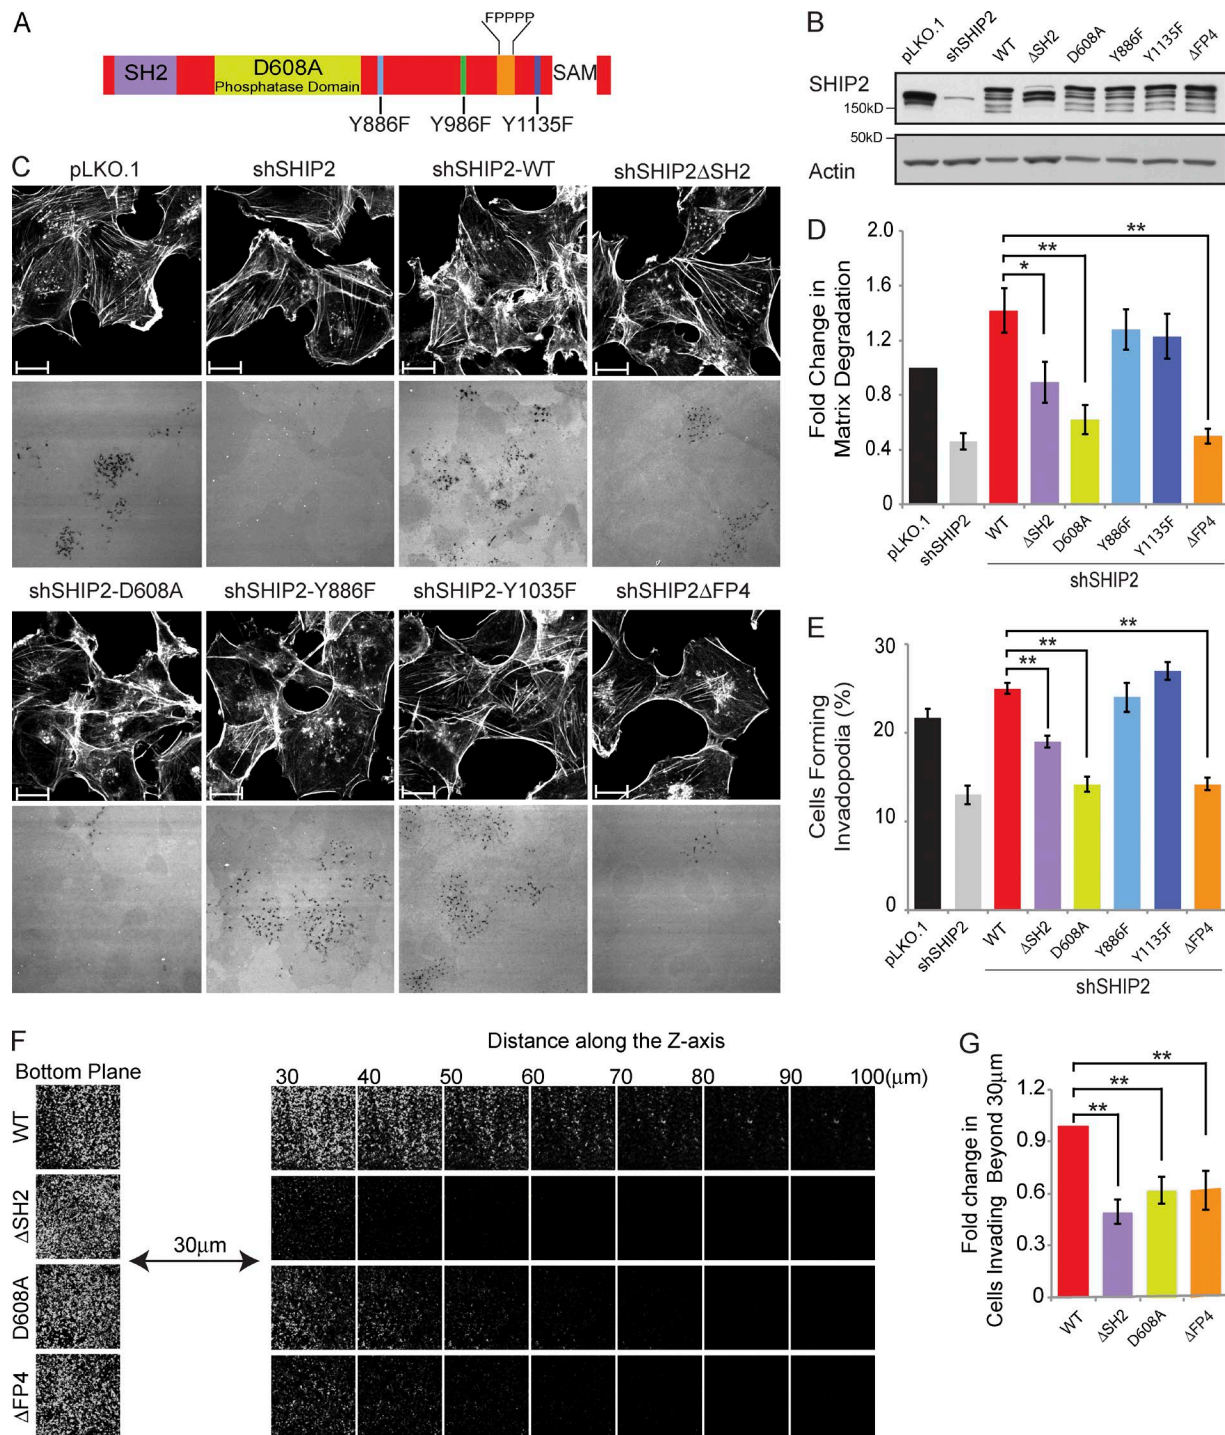 A
FPPPP
SH2
D608A
Phosphatase Domain
SAM
Y886F
Y986F
Y1135F
B
pLKO.1
shSHIP2
WT
ΔSH2
D608A
Y886F
Y1135F
ΔFP4
SHIP2
150kD
50kD
Actin
C
pLKO.1
shSHIP2
shSHIP2-WT
shSHIP2ΔSH2
shSHIP2-D608A
shSHIP2-Y886F
shSHIP2-Y1035F
shSHIP2ΔFP4
D
Fold Change in
Matrix Degradation
2.0
1.6
1.2
0.8
0.4
0
*
**
**
pLKO.1
shSHIP2
WT
ΔSH2
D608A
Y886F
Y1135F
ΔFP4
shSHIP2
E
Cells Forming
Invadopodia (%)
30
20
10
0
**
**
**
pLKO.1
shSHIP2
WT
ΔSH2
D608A
Y886F
Y1135F
ΔFP4
shSHIP2
F
Distance along the Z-axis
Bottom Plane
30 40 50 60 70 80 90 100(μm)
WT
ΔSH2
30μm
D608A
ΔFP4
G
Fold change in
Cells Invading Beyond 30μm
0.9
0.6
0.3
0
**
**
**
WT
ΔSH2
D608A
ΔFP4